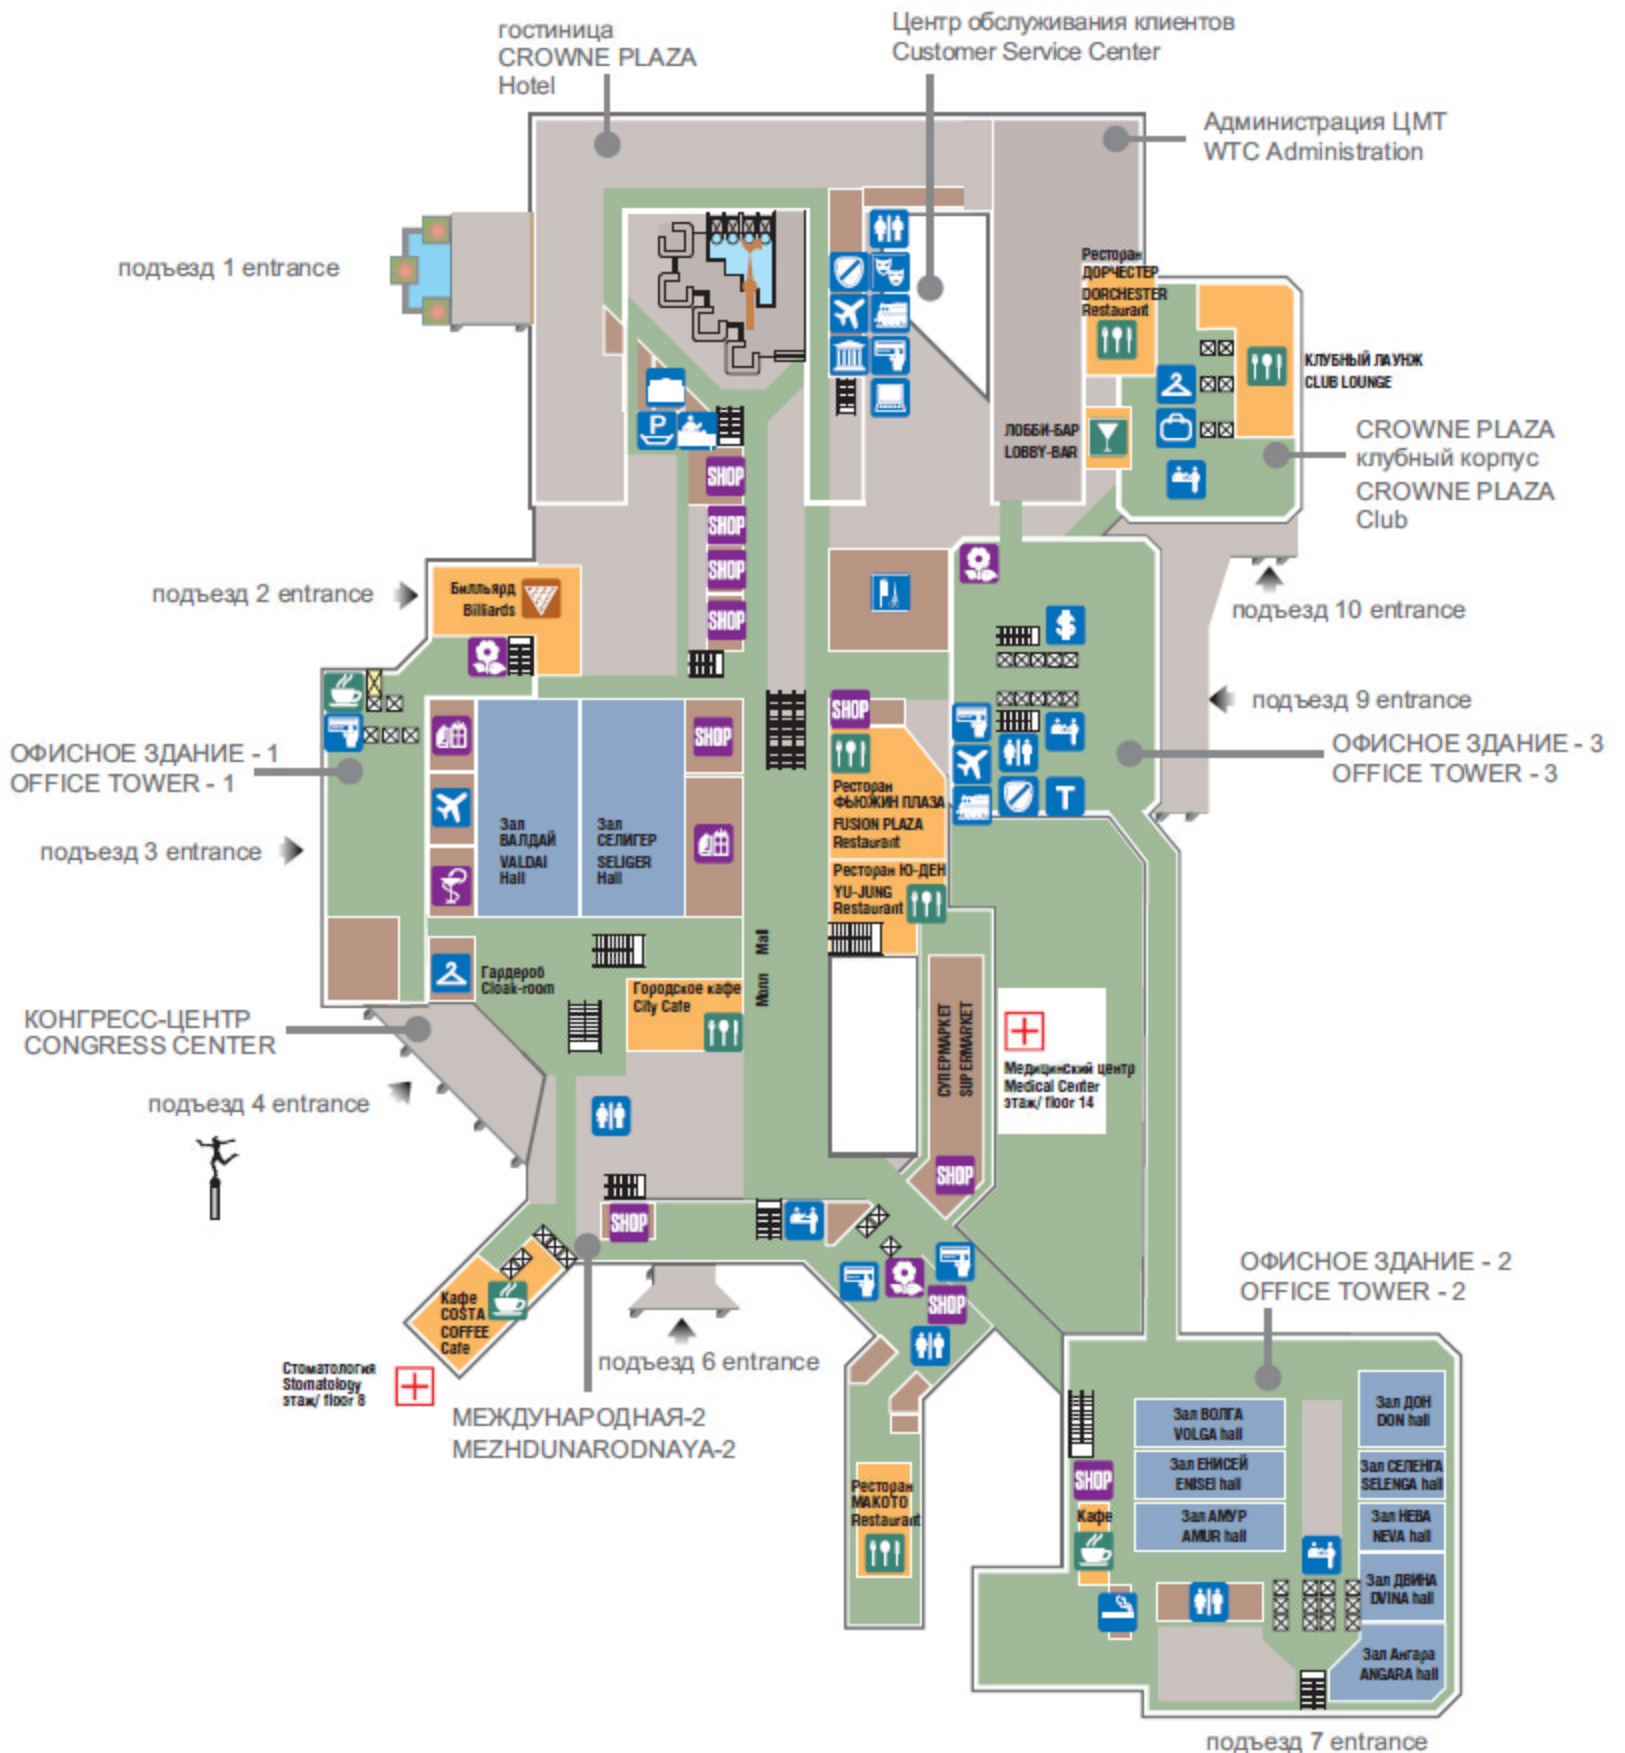 гостиница
CROWNE PLAZA
Hotel
Центр обслуживания клиентов
Customer Service Center
Администрация ЦМТ
WTC Administration
подъезд 1 entrance
Ресторан
ДОРЧЕСТЕР
DORCHESTER
Restaurant
КЛУБНЫЙ ЛАУНЖ
CLUB LOUNGE
P
ЛОББИ-БАР
LOBBY-BAR
CROWNE PLAZA
клубный корпус
CROWNE PLAZA
Club
SHOP
SHOP
SHOP
SHOP
подъезд 2 entrance
Билльярд
Billiards
$
подъезд 10 entrance
подъезд 9 entrance
SHOP
SHOP
ОФИСНОЕ ЗДАНИЕ - 1
OFFICE TOWER - 1
ОФИСНОЕ ЗДАНИЕ - 3
OFFICE TOWER - 3
T
Ресторан
ФЬЮЖИН ПЛАЗА
FUSION PLAZA
Restaurant
Зал
ВАЛДАЙ
VALDAI
Hall
Зал
СЕЛИГЕР
SELIGER
Hall
подъезд 3 entrance
Ресторан Ю-ДЕН
YU-JUNG
Restaurant
Молл Mall
Гардероб
Cloak-room
Городское кафе
City Cafe
СУПЕРМАРКЕТ
SUPERMARKET
КОНГРЕСС-ЦЕНТР
CONGRESS CENTER
Медицинский центр
Medical Center
этаж/ floor 14
подъезд 4 entrance
SHOP
SHOP
SHOP
Кафе
COSTA
COFFEE
Cafe
Стоматология
Stomatology
этаж/ floor 8
подъезд 6 entrance
МЕЖДУНАРОДНАЯ-2
MEZHDUNARODNAYA-2
ОФИСНОЕ ЗДАНИЕ - 2
OFFICE TOWER - 2
Зал ВОЛГА
VOLGA hall
Зал ДОН
DON hall
SHOP
Зал ЕНИСЕЙ
ENISEI hall
Зал СЕЛЕНГА
SELENGA hall
Ресторан
МАКОТО
Restaurant
Кафе
Зал АМУР
AMUR hall
Зал НЕВА
NEVA hall
Зал ДВИНА
DVINA hall
Зал Ангара
ANGARA hall
подъезд 7 entrance